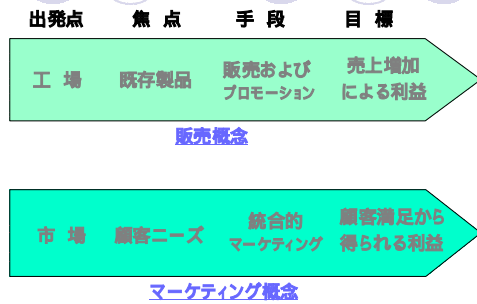 出発点 焦 点 手 段 目 標
工 場 既存製品 販売および プロモーション 売上増加 による利益
販売概念
市 場 顧客ニーズ 統合的 マーケティング 顧客満足から 得られる利益
マーケティング概念